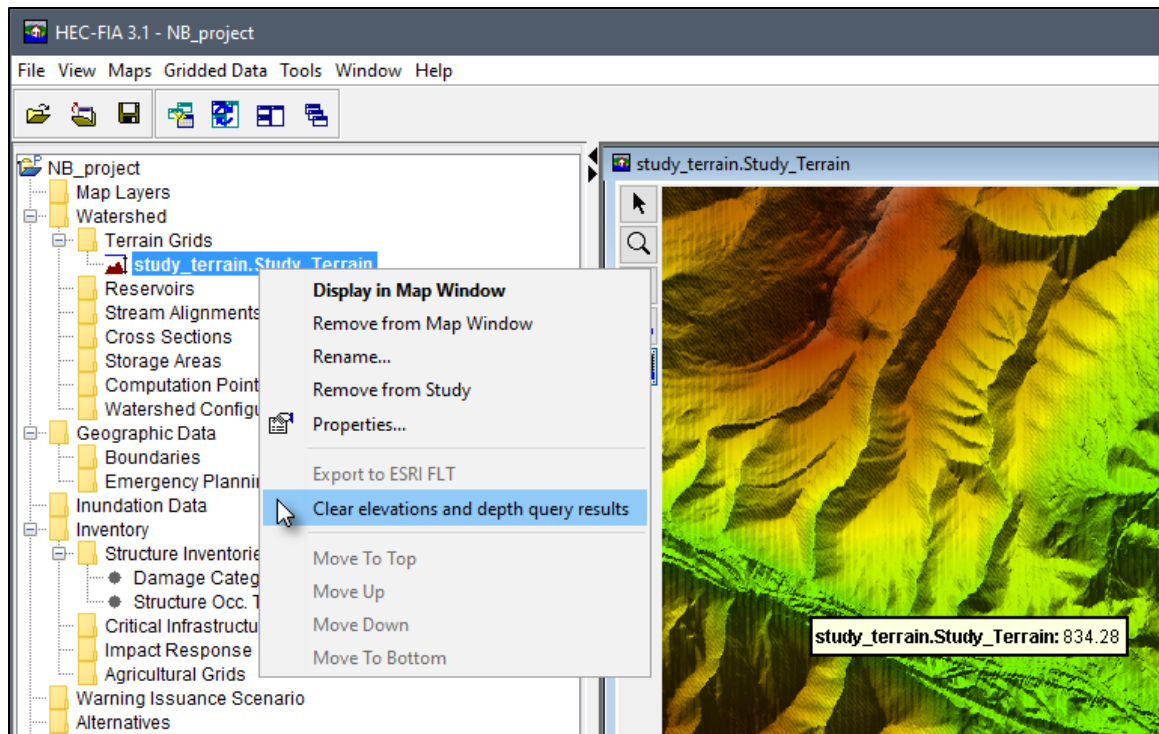 HEC-FIA 3.1 - NB_project
File View Maps Gridded Data Tools Window Help
NB_project
Map Layers
Watershed
Terrain Grids
study_terrain.Study_Terrain
Reservoirs
Stream Alignments
Cross Sections
Storage Areas
Computation Point
Watershed Configu
Geographic Data
Boundaries
Emergency Plannin
Inundation Data
Inventory
Structure Inventorie
Damage Categ
Structure Occ. T
Critical Infrastructu
Impact Response
Agricultural Grids
Warning Issuance Scenario
Alternatives
Display in Map Window
Remove from Map Window
Rename...
Remove from Study
Properties...
Export to ESRI FLT
Clear elevations and depth query results
Move To Top
Move Up
Move Down
Move To Bottom
study_terrain.Study_Terrain
study_terrain.Study_Terrain: 834.28